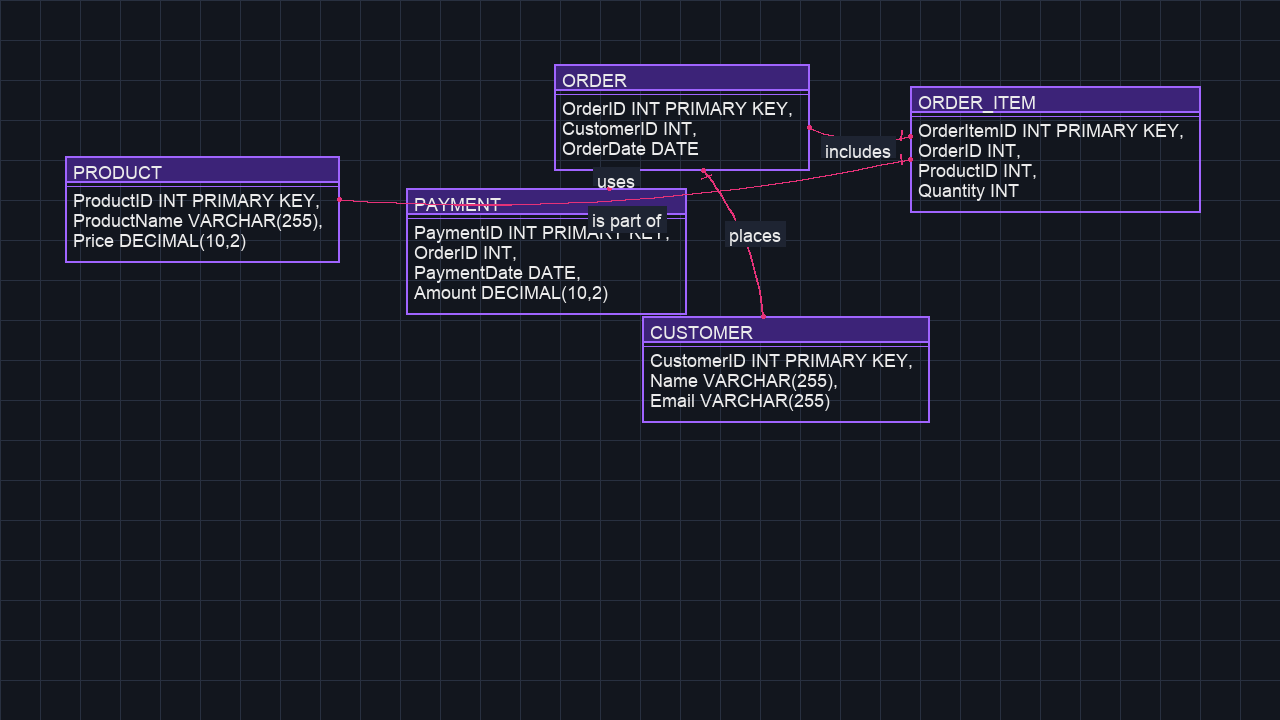 ORDER
OrderID INT PRIMARY KEY,
CustomerID INT,
OrderDate DATE
ORDER_ITEM
OrderItemID INT PRIMARY KEY,
OrderID INT,
ProductID INT,
Quantity INT
includes
PRODUCT
ProductID INT PRIMARY KEY,
ProductName VARCHAR(255),
Price DECIMAL(10,2)
uses
PAYMENT
is part of
PaymentID INT PRIMARY KEY,
OrderID INT,
PaymentDate DATE,
Amount DECIMAL(10,2)
places
CUSTOMER
CustomerID INT PRIMARY KEY,
Name VARCHAR(255),
Email VARCHAR(255)